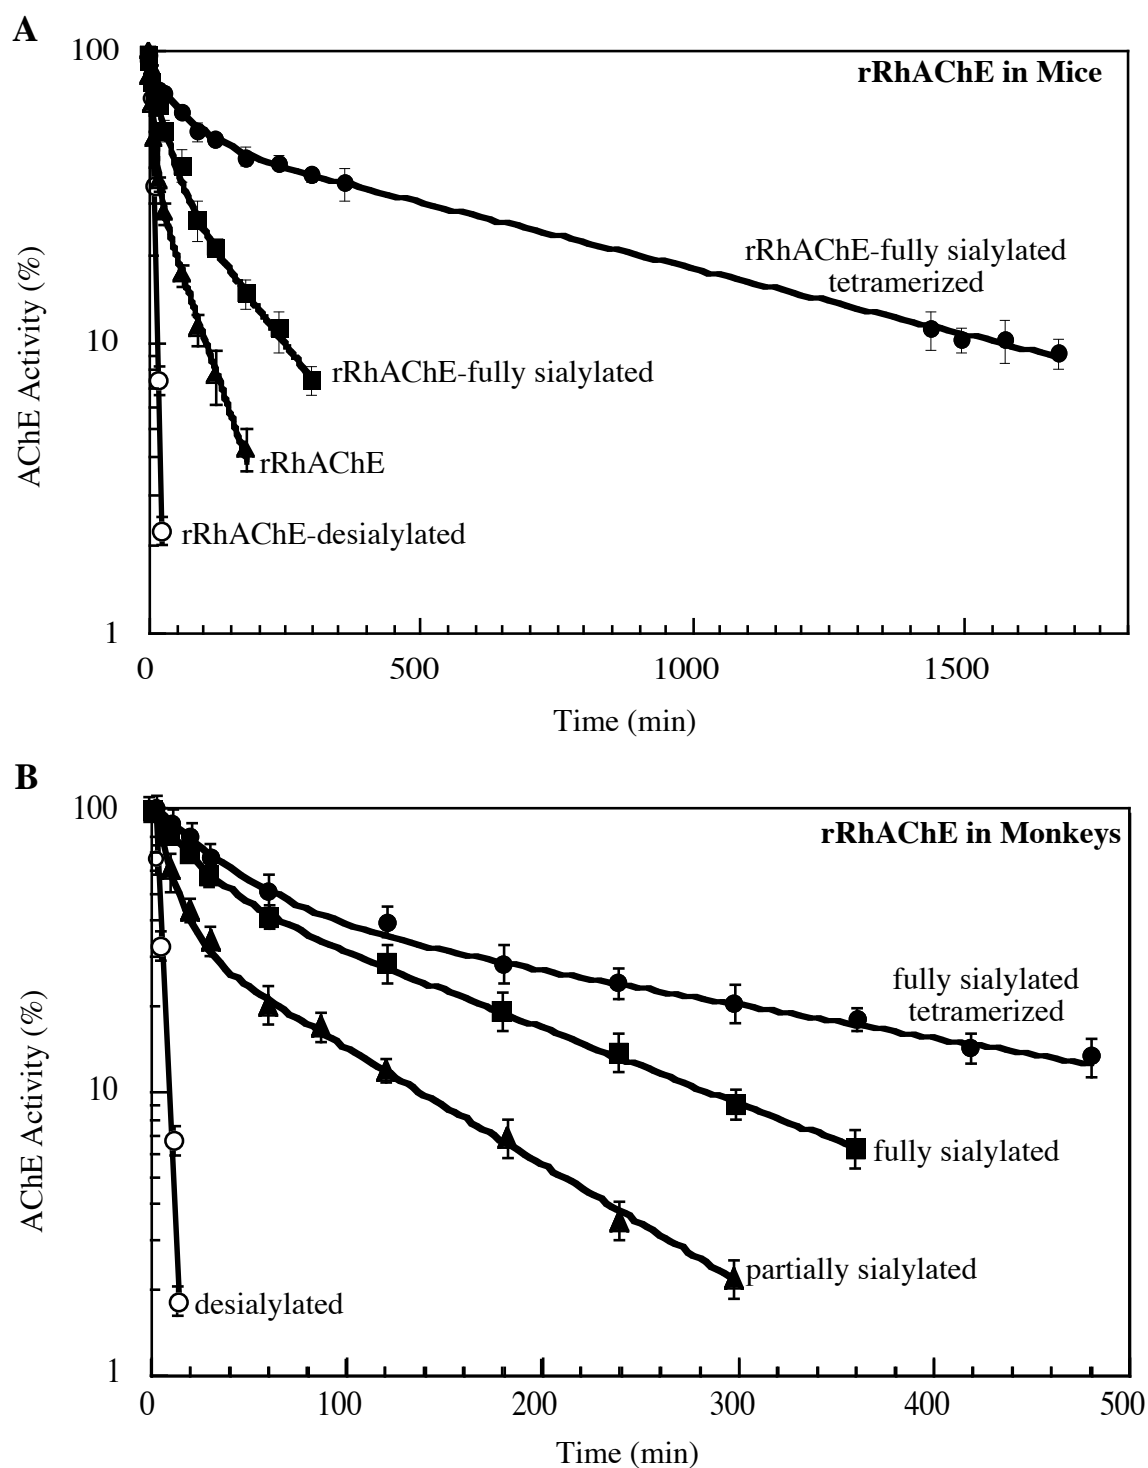 A
100
rRhAChE in Mice
rRhAChE-fully sialylated
tetramerized
10
rRhAChE-fully sialylated
rRhAChE
rRhAChE-desialylated
1
AChE Activity (%)
0 500 1000 1500
Time (min)
B
100
rRhAChE in Monkeys
fully sialylated
tetramerized
10
fully sialylated
partially sialylated
desialylated
1
AChE Activity (%)
0 100 200 300 400 500
Time (min)